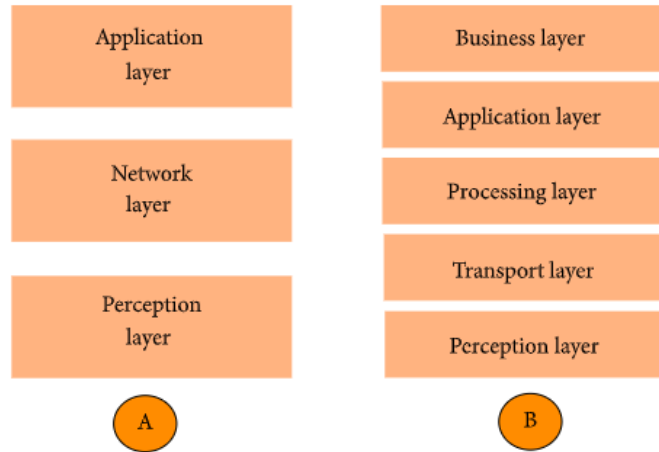 Application
layer
Network
layer
Perception
layer
A
Business layer
Application layer
Processing layer
Transport layer
Perception layer
B